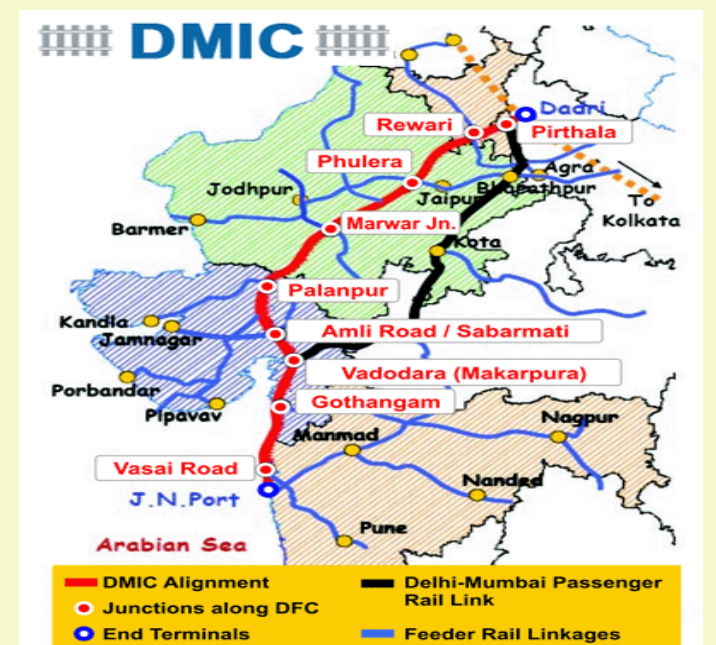 DMIC
Dadri
Rewari
Pirthala
Phulera
Agra
Jodhpur
Jaipur
To
Kolkata
Barmer
Marwar Jn.
Kota
Palanpur
Kandla
Jamnagar
Amli Road / Sabarmati
Vadodara (Makarpura)
Porbandar
Pipavav
Gothangam
Nagpur
Manmad
Vasai Road
Nanded
J.N.Port
Pune
Arabian Sea
DMIC Alignment
Delhi-Mumbai Passenger
Rail Link
Junctions along DFC
End Terminals
Feeder Rail Linkages